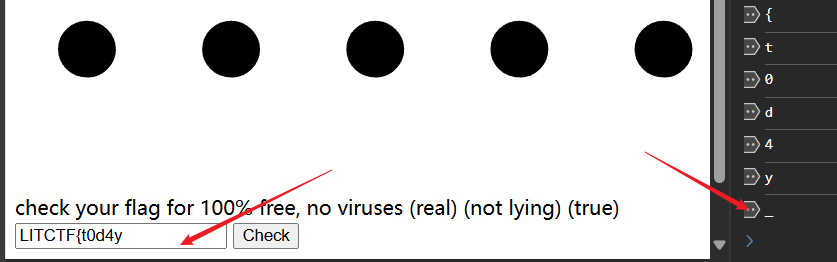 {
t
0
d
4
y
_
check your flag for 100% free, no viruses (real) (not lying) (true)
LITCTF{t0d4y
Check